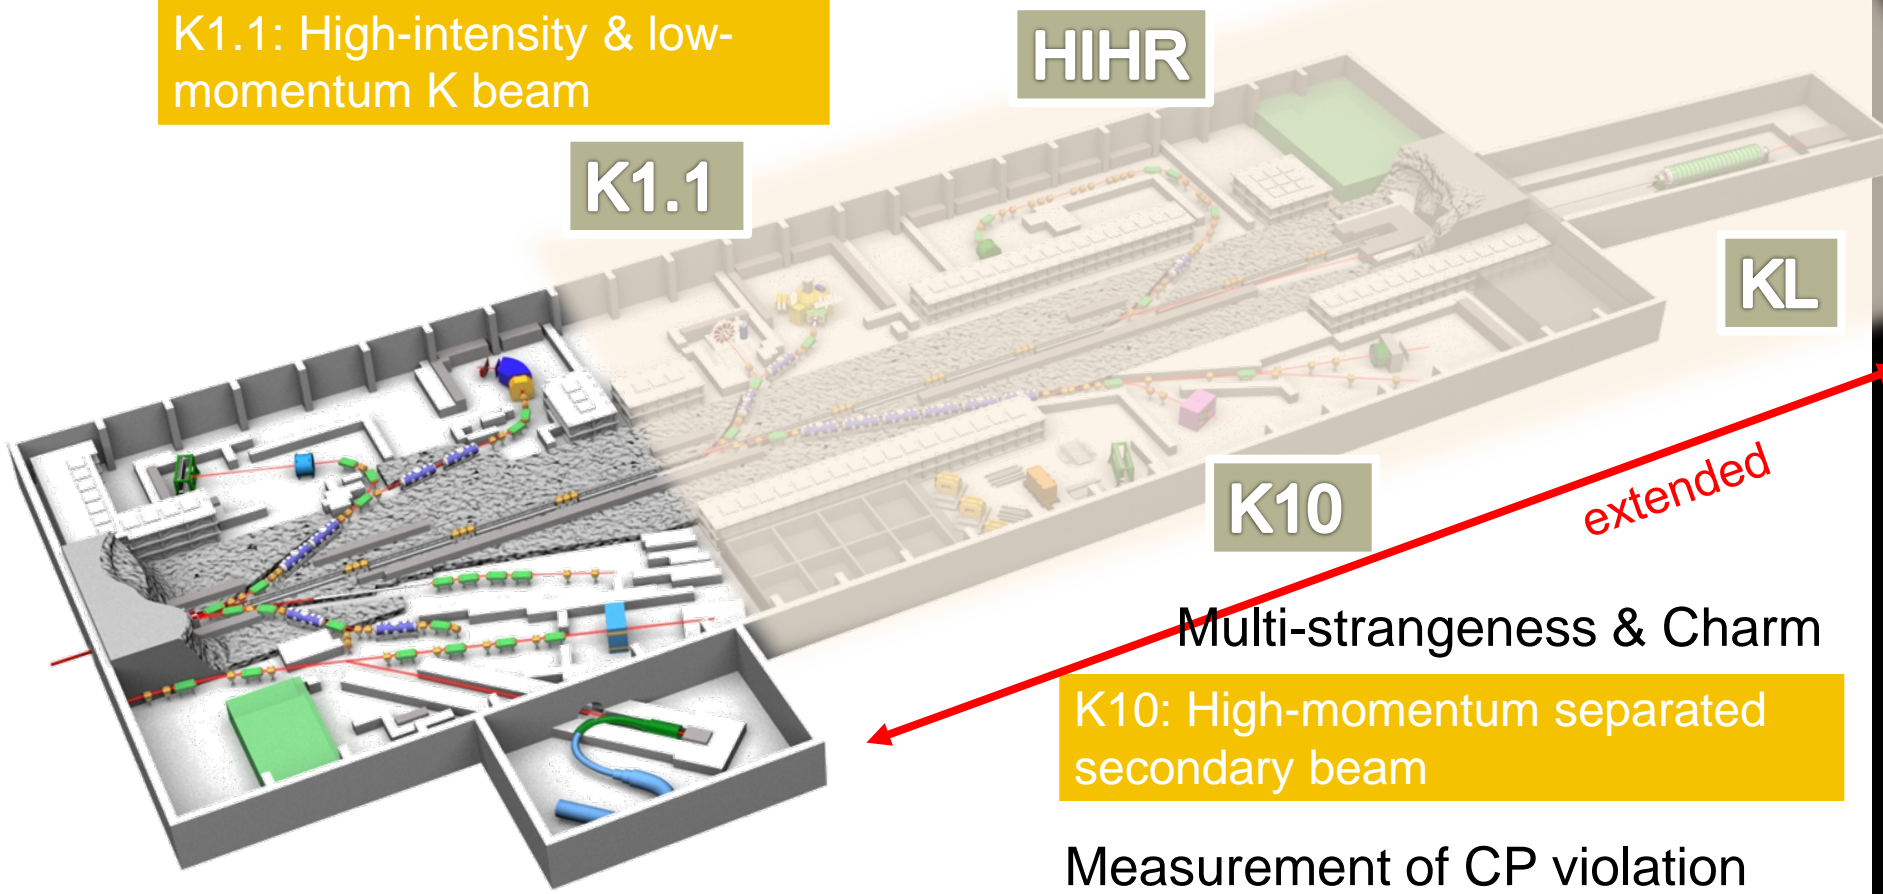 K1.1: High-intensity & low-
momentum K beam
HIHR
K1.1
KL
K10
extended
Multi-strangeness & Charm
K10: High-momentum separated
secondary beam
Measurement of CP violation